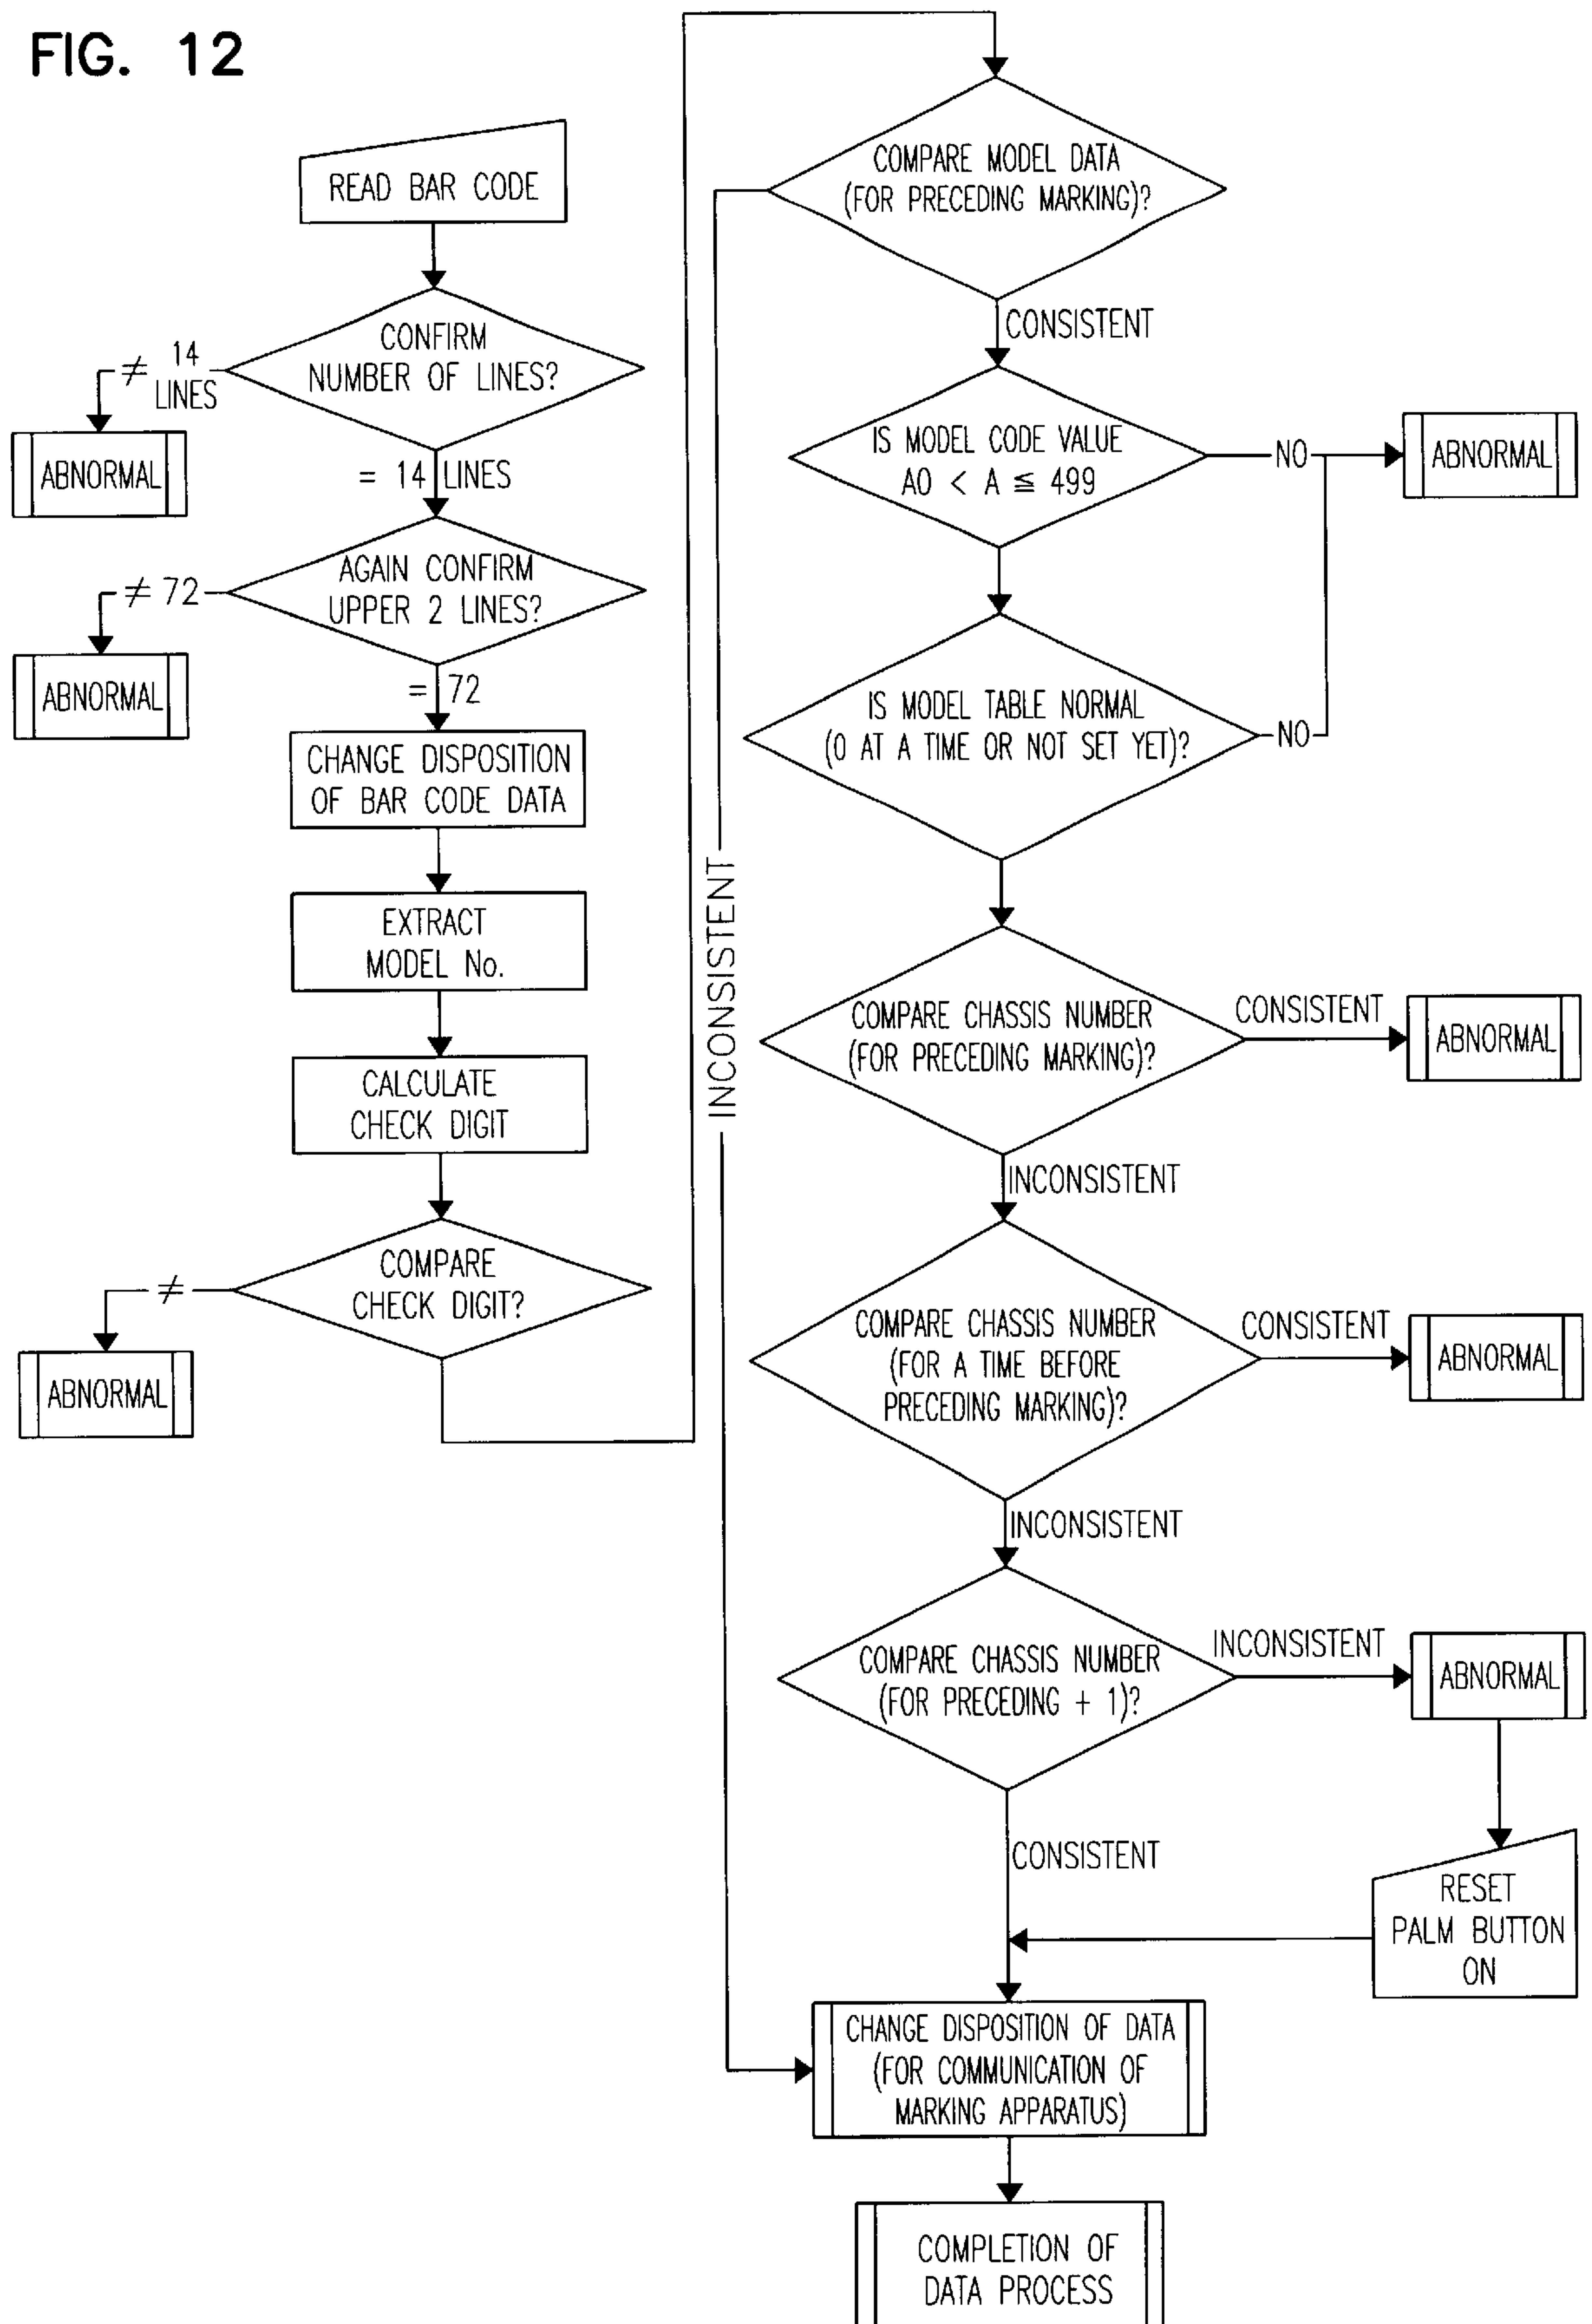 FIG. 12
READ BAR CODE
CONFIRM
NUMBER OF LINES?
≠ 14
LINES
ABNORMAL
= 14 LINES
AGAIN CONFIRM
UPPER 2 LINES?
≠ 72
ABNORMAL
= 72
CHANGE DISPOSITION
OF BAR CODE DATA
EXTRACT
MODEL No.
CALCULATE
CHECK DIGIT
COMPARE
CHECK DIGIT?
≠
ABNORMAL
COMPARE MODEL DATA
(FOR PRECEDING MARKING)?
INCONSISTENT
CONSISTENT
IS MODEL CODE VALUE
A0 < A ≦ 499
NO
ABNORMAL
IS MODEL TABLE NORMAL
(0 AT A TIME OR NOT SET YET)?
NO
COMPARE CHASSIS NUMBER
(FOR PRECEDING MARKING)?
CONSISTENT
ABNORMAL
INCONSISTENT
COMPARE CHASSIS NUMBER
(FOR A TIME BEFORE
PRECEDING MARKING)?
CONSISTENT
ABNORMAL
INCONSISTENT
COMPARE CHASSIS NUMBER
(FOR PRECEDING + 1)?
INCONSISTENT
ABNORMAL
CONSISTENT
RESET
PALM BUTTON
ON
CHANGE DISPOSITION OF DATA
(FOR COMMUNICATION OF
MARKING APPARATUS)
COMPLETION OF
DATA PROCESS